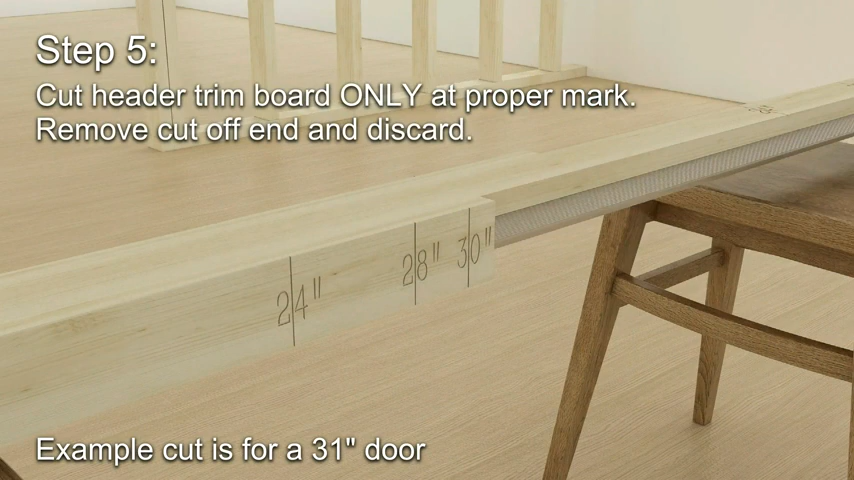 Step 5:
Cut header trim board ONLY at proper mark.
Remove cut off end and discard.
28
24"
28"
30"
Example cut is for a 31" door